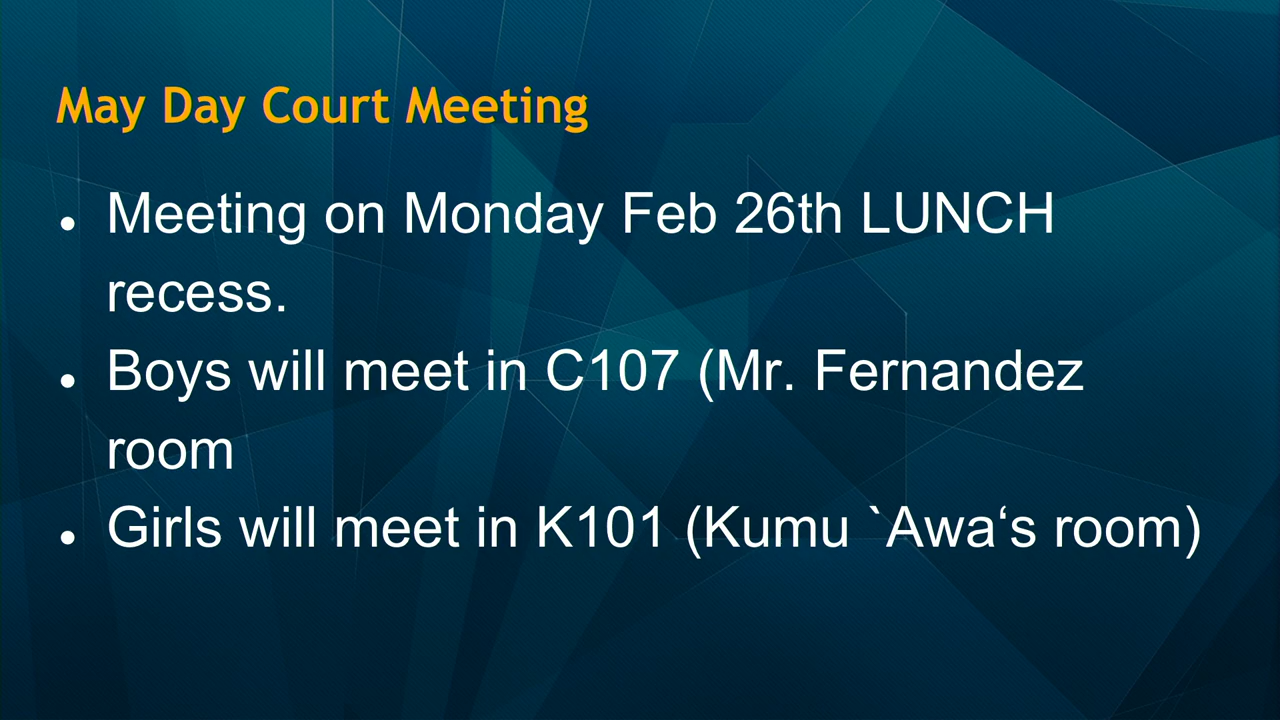 May Day Court Meeting
● Meeting on Monday Feb 26th LUNCH
recess.
● Boys will meet in C107 (Mr. Fernandez
room
● Girls will meet in K101 (Kumu `Awa‘s room)